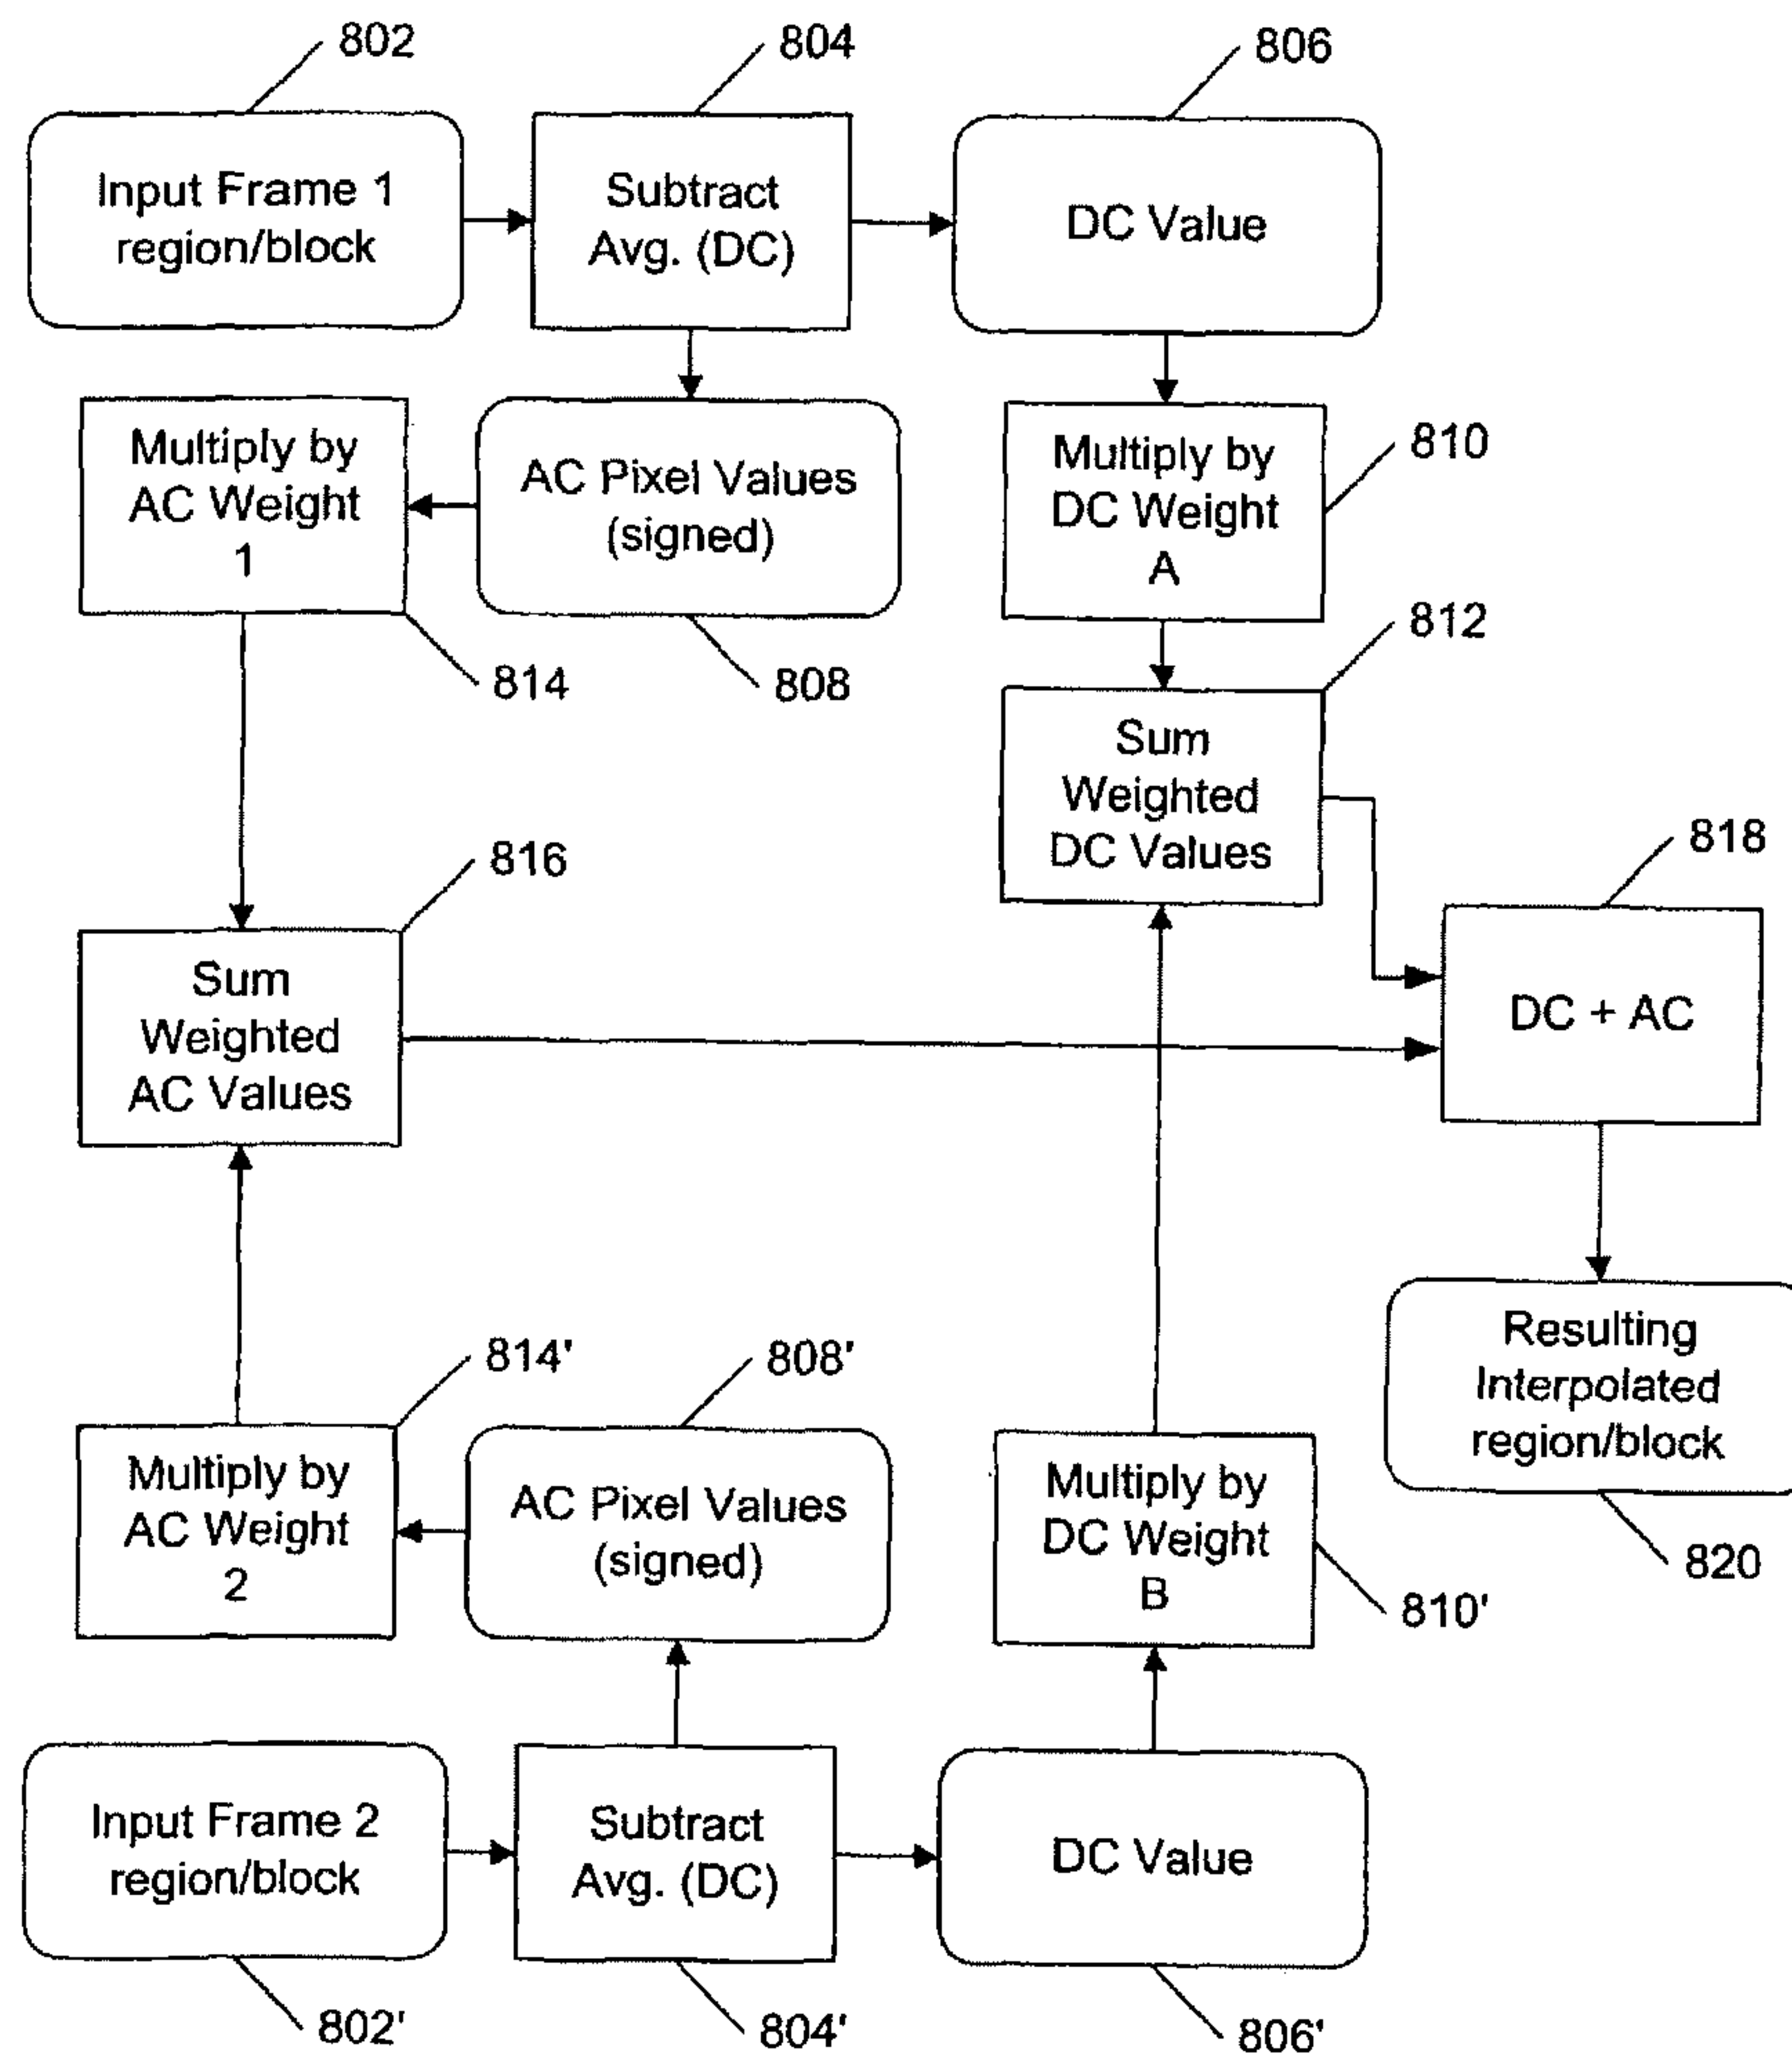 802
804
806
Input Frame 1
region/block
Subtract
Avg. (DC)
DC Value
Multiply by
AC Weight
1
AC Pixel Values
(signed)
Multiply by
DC Weight
A
810
814
808
812
Sum
Weighted
DC Values
816
818
Sum
Weighted
AC Values
DC + AC
814'
808'
Resulting
Interpolated
region/block
Multiply by
AC Weight
2
AC Pixel Values
(signed)
Multiply by
DC Weight
B
820
810'
Input Frame 2
region/block
Subtract
Avg. (DC)
DC Value
802'
804'
806'